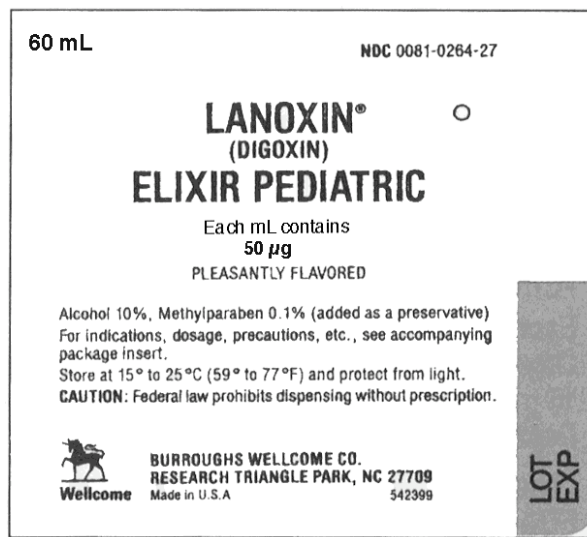 60 mL
NDC 0081-0264-27
LANOXIN®
(DIGOXIN)
ELIXIR PEDIATRIC
Each mL contains
50 µg
PLEASANTLY FLAVORED
Alcohol 10%, Methylparaben 0.1% (added as a preservative)
For indications, dosage, precautions, etc., see accompanying
package insert.
Store at 15° to 25°C (59° to 77°F) and protect from light.
CAUTION: Federal law prohibits dispensing without prescription.
BURROUGHS WELLCOME CO.
RESEARCH TRIANGLE PARK, NC 27709
Wellcome Made in U.S.A 542399
LOT
EXP